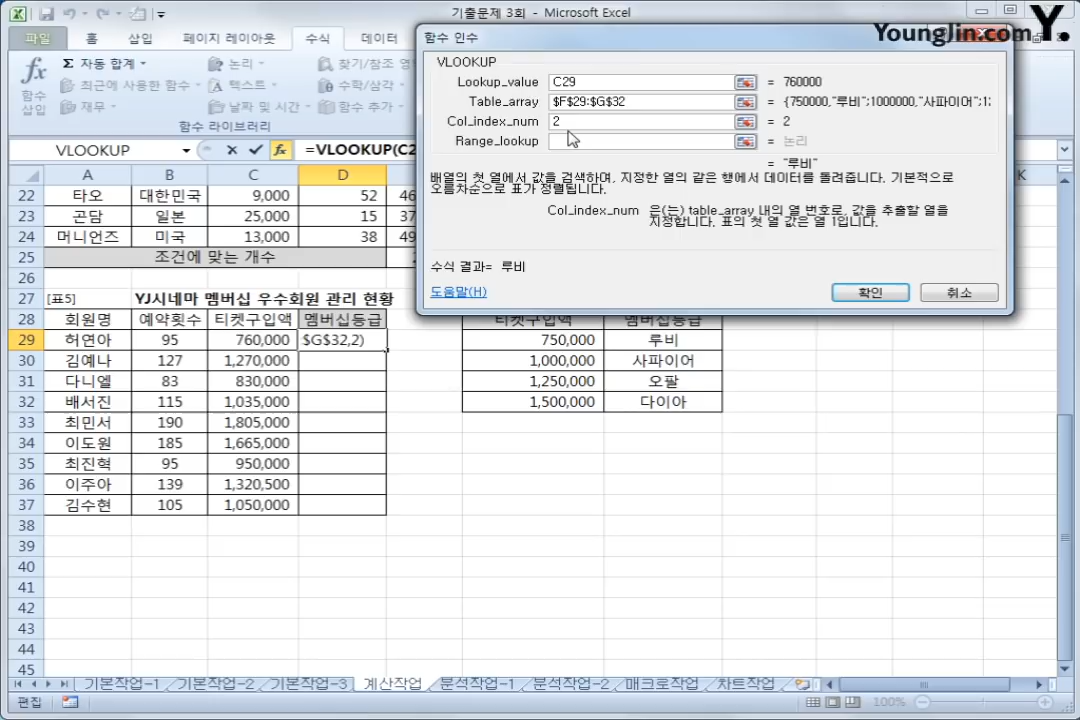 기출문제 3회 - Microsoft Excel
Younglin.com Y.
파일 홈 삽입 페이지 레이아웃 수식 데이터
fx 함수 삽입
Σ 자동 합계
최근에 사용한 함수
재무
논리
텍스트
날짜 및 시간
찾기/참조 영
수학/삼각
함수 추가
함수 라이브러리
VLOOKUP fx =VLOOKUP(C2
함수 인수
VLOOKUP
Lookup_value C29 = 760000
Table_array $F$29:$G$32 = {750000,"루비";1000000,"사파이어";1
Col_index_num 2 = 2
Range_lookup = 논리
= "루비"
배열의 첫 열에서 값을 검색하여, 지정한 열의 같은 행에서 데이터를 돌려줍니다. 기본적으로
오름차순으로 표가 정렬됩니다.
Col_index_num 은(는) table_array 내의 열 번호로, 값을 추출할 열을
지정합니다. 표의 첫 열 값은 열 1입니다.
수식 결과= 루비
도움말(H) 확인 취소
A B C D K
22 타오 대한민국 9,000 52 46
23 곤담 일본 25,000 15 37
24 머니언즈 미국 13,000 38 49
25 조건에 맞는 개수
26
27 [표5] YJ시네마 멤버십 우수회원 관리 현황
28 회원명 예약횟수 티켓구입액 멤버십등급 티켓구입액 멤버십등급
29 허연아 95 760,000 $G$32,2) 750,000 루비
30 김예나 127 1,270,000 1,000,000 사파이어
31 다니엘 83 830,000 1,250,000 오팔
32 배서진 115 1,035,000 1,500,000 다이아
33 최민서 190 1,805,000
34 이도원 185 1,665,000
35 최진혁 95 950,000
36 이주아 139 1,320,500
37 김수현 105 1,050,000
38
39
40
41
42
43
44
45
기본작업-1 기본작업-2 기본작업-3 계산작업 분석작업-1 분석작업-2 매크로작업 차트작업
편집 100%